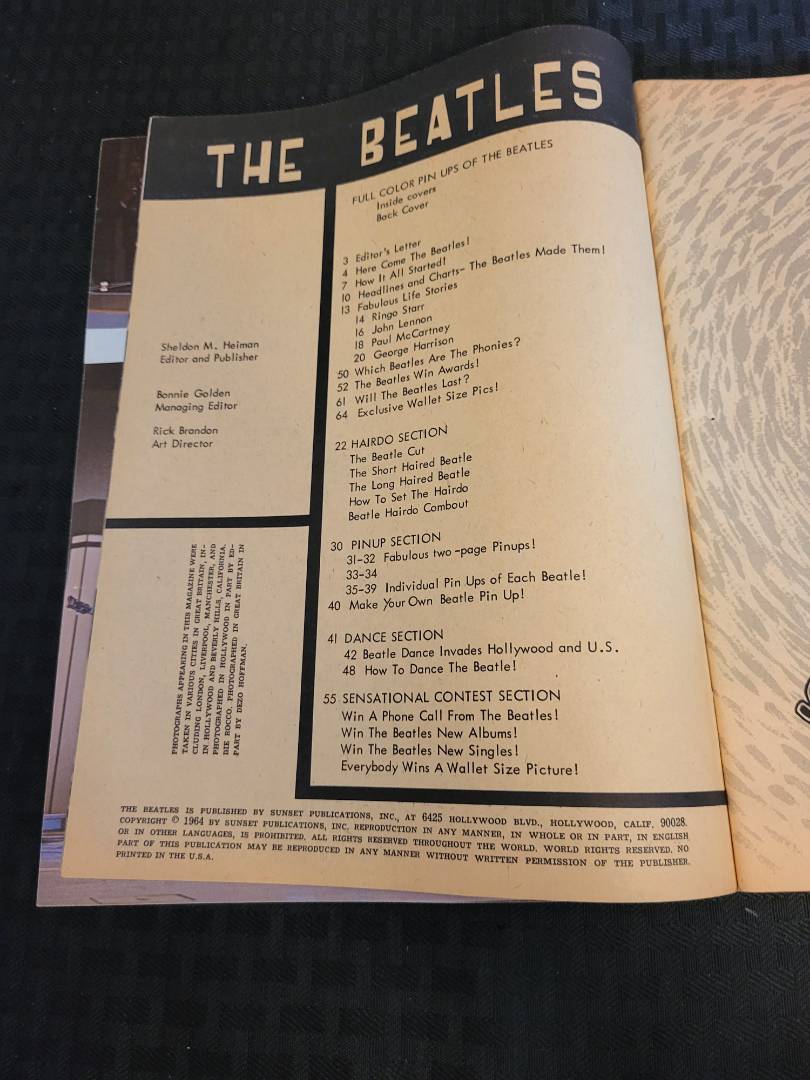 THE BEATLES
Sheldon M. Heiman
Editor and Publisher
Bonnie Golden
Managing Editor
Rick Brandon
Art Director
PHOTOGRAPHS APPEARING IN THIS MAGAZINE WERE
TAKEN IN VARIOUS CITIES IN GREAT BRITAIN, IN-
CLUDING LONDON, LIVERPOOL, MANCHESTER, AND
IN HOLLYWOOD AND BEVERLY HILLS, CALIFORNIA.
PHOTOGRAPHED IN HOLLYWOOD IN PART BY ED-
DIE ROCCO. PHOTOGRAPHED IN GREAT BRITAIN IN
PART BY DEZO HOFFMAN.
FULL COLOR PIN UPS OF THE BEATLES
Inside covers
Back Cover
3 Editor's Letter
4 Here Come The Beatles!
7 How It All Started!
10 Headlines and Charts- The Beatles Made Them!
13 Fabulous Life Stories
14 Ringo Starr
16 John Lennon
18 Paul McCartney
20 George Harrison
50 Which Beatles Are The Phonies?
52 The Beatles Win Awards!
61 Will The Beatles Last?
64 Exclusive Wallet Size Pics!
22 HAIRDO SECTION
The Beatle Cut
The Short Haired Beatle
The Long Haired Beatle
How To Set The Hairdo
Beatle Hairdo Combout
30 PINUP SECTION
31-32 Fabulous two-page Pinups!
33-34
35-39 Individual Pin Ups of Each Beatle!
40 Make Your Own Beatle Pin Up!
41 DANCE SECTION
42 Beatle Dance Invades Hollywood and U.S.
48 How To Dance The Beatle!
55 SENSATIONAL CONTEST SECTION
Win A Phone Call From The Beatles!
Win The Beatles New Albums!
Win The Beatles New Singles!
Everybody Wins A Wallet Size Picture!
THE BEATLES IS PUBLISHED BY SUNSET PUBLICATIONS, INC., AT 6425 HOLLYWOOD BLVD., HOLLYWOOD, CALIF. 90028.
COPYRIGHT © 1964 BY SUNSET PUBLICATIONS, INC. REPRODUCTION IN ANY MANNER, IN WHOLE OR IN PART, IN ENGLISH
OR IN OTHER LANGUAGES, IS PROHIBITED. ALL RIGHTS RESERVED THROUGHOUT THE WORLD. WORLD RIGHTS RESERVED. NO
PART OF THIS PUBLICATION MAY BE REPRODUCED IN ANY MANNER WITHOUT WRITTEN PERMISSION OF THE PUBLISHER.
PRINTED IN THE U.S.A.